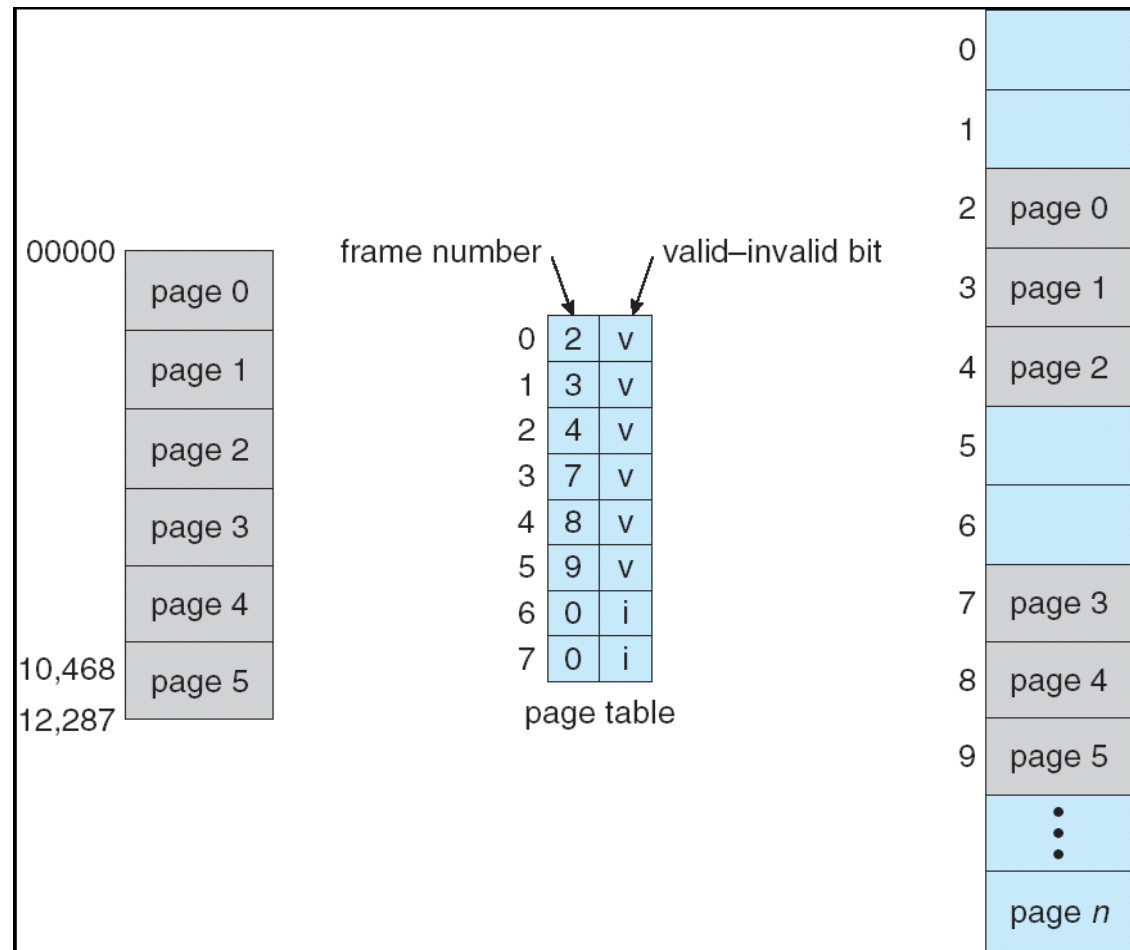 00000
page 0
page 1
page 2
page 3
page 4
page 5
10,468
12,287
frame number
valid–invalid bit
0 2 v
1 3 v
2 4 v
3 7 v
4 8 v
5 9 v
6 0 i
7 0 i
page table
0
1
2 page 0
3 page 1
4 page 2
5
6
7 page 3
8 page 4
9 page 5
page n